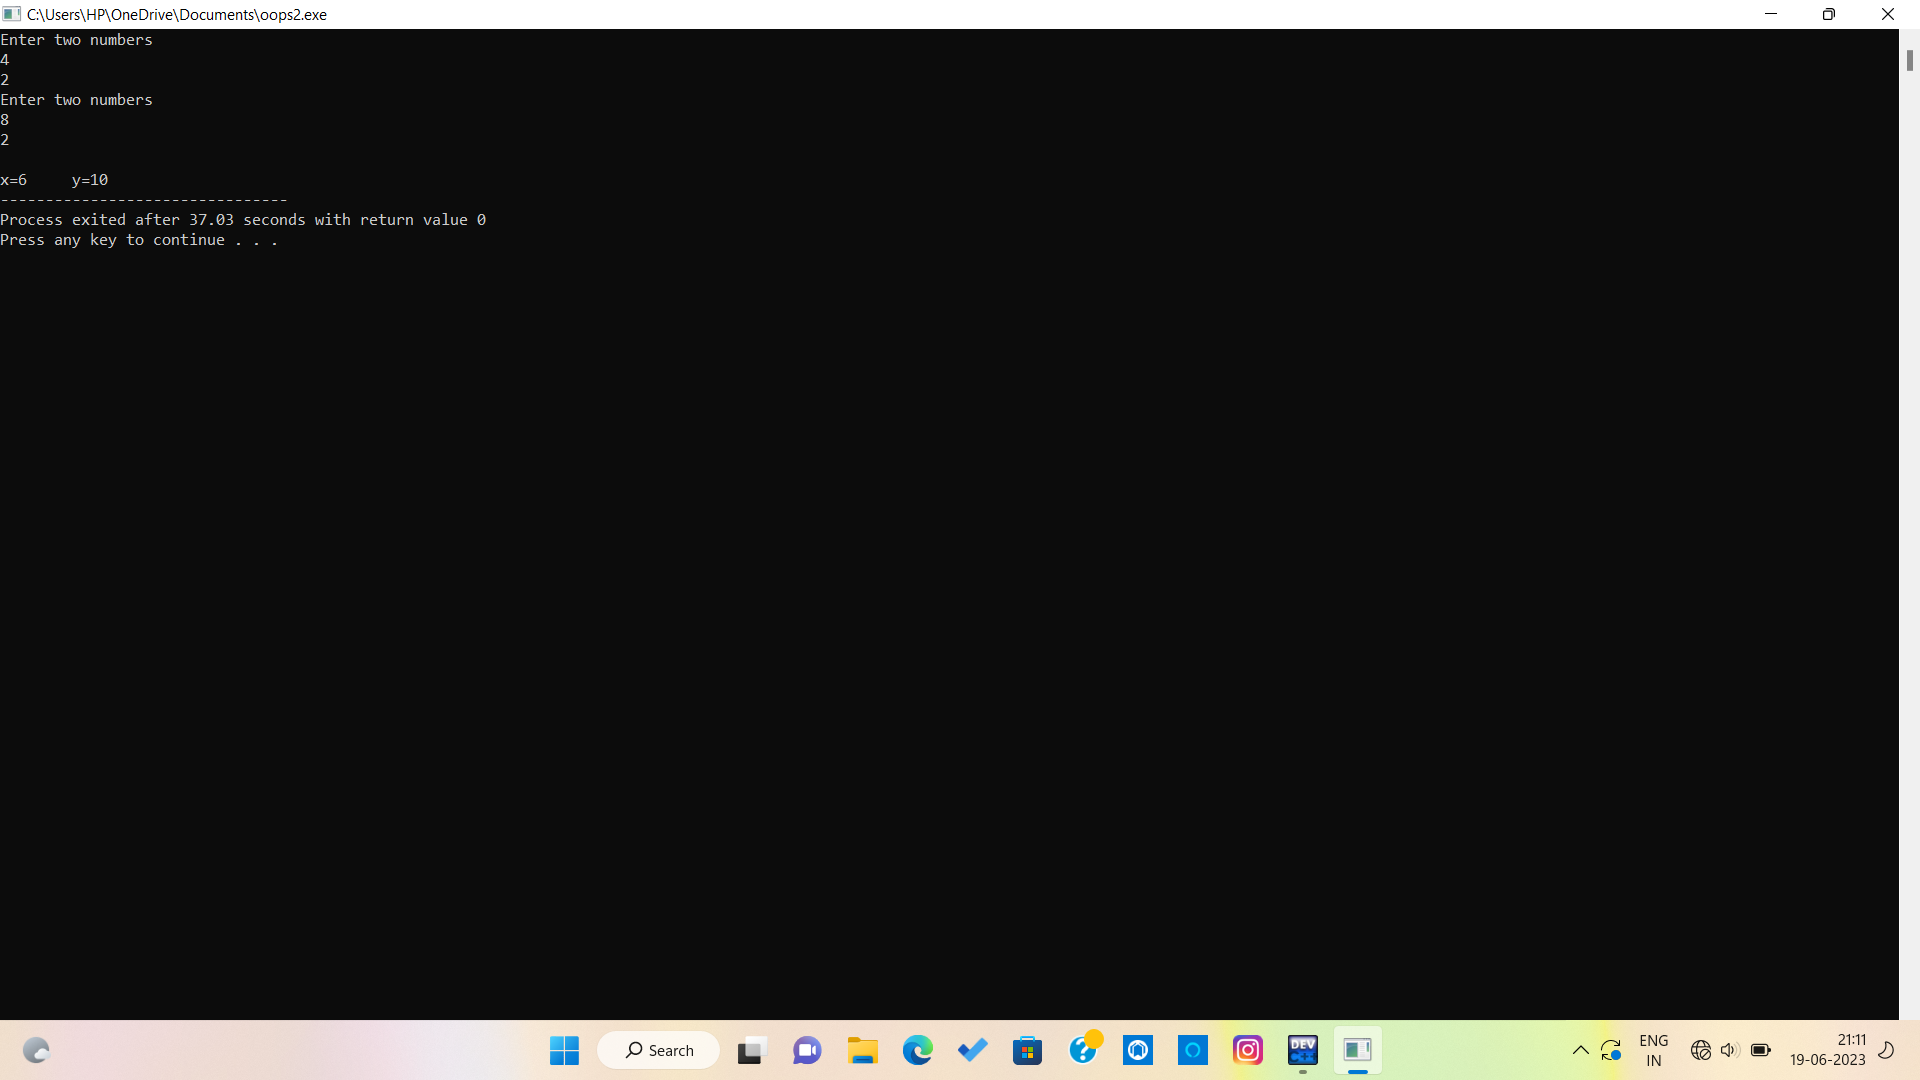 C:\Users\HP\OneDrive\Documents\oops2.exe
Enter two numbers
4
2
Enter two numbers
8
2
x=6     y=10
--------------------------------
Process exited after 37.03 seconds with return value 0
Press any key to continue . . .
Search
DEV
C++
ENG
IN
21:11
19-06-2023